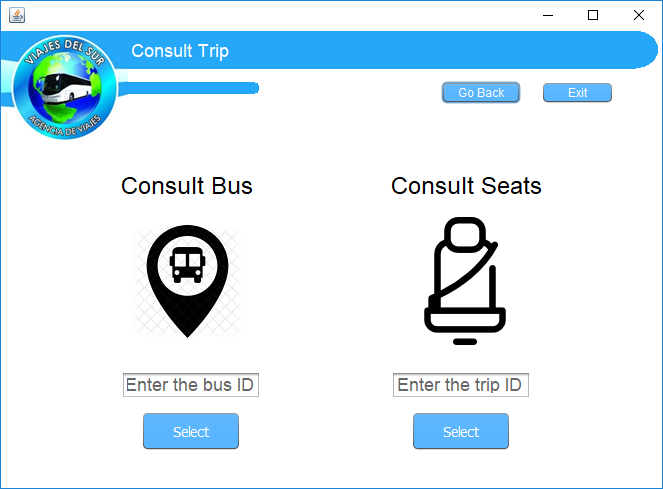 Consult Trip
VIAJES DEL SUR
AGENCIA DE VIAJES
Go Back
Exit
Consult Bus
Consult Seats
Enter the bus ID
Enter the trip ID
Select
Select